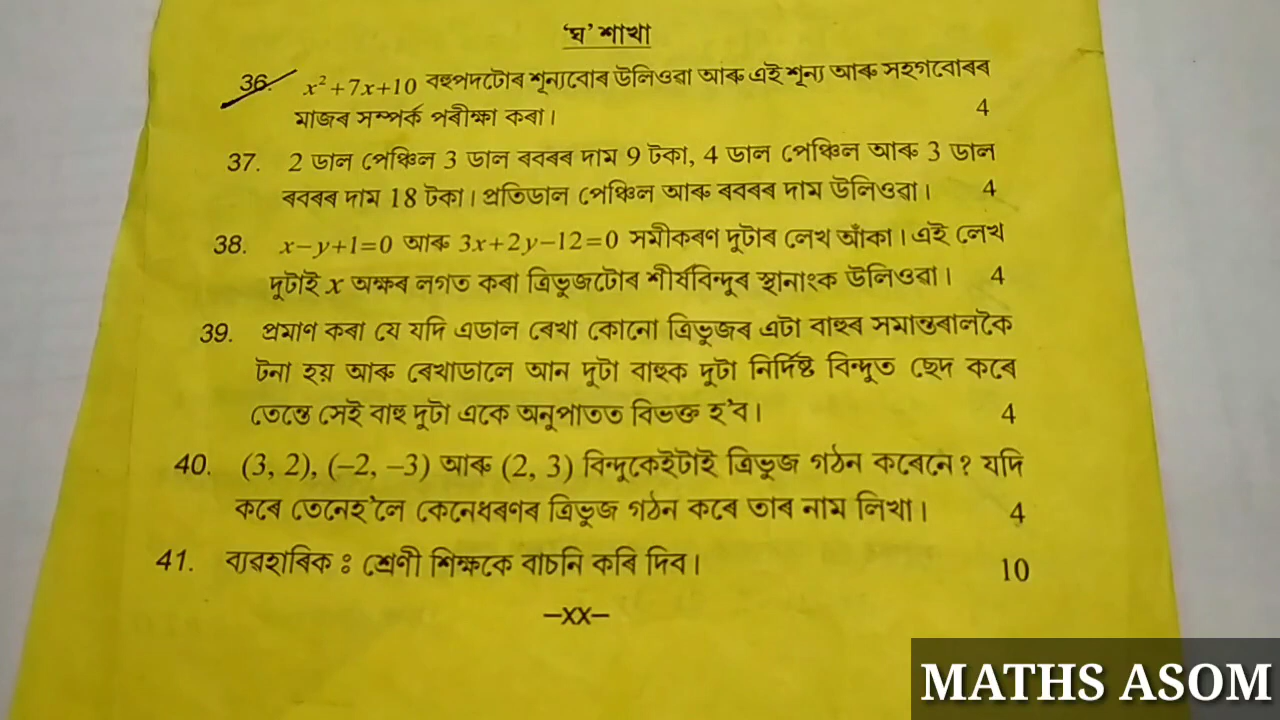 ‘ঘ’ শাখা
36. x²+7x+10 বহুপদটোৰ শূন্যবোৰ উলিওৱা আৰু এই শূন্য আৰু সহগবোৰৰ
মাজৰ সম্পৰ্ক পৰীক্ষা কৰা। 4
37. 2 ডাল পেঞ্চিল 3 ডাল ৰবৰৰ দাম 9 টকা, 4 ডাল পেঞ্চিল আৰু 3 ডাল
ৰবৰৰ দাম 18 টকা। প্ৰতিডাল পেঞ্চিল আৰু ৰবৰৰ দাম উলিওৱা। 4
38. x−y+1=0 আৰু 3x+2y−12=0 সমীকৰণ দুটাৰ লেখ আঁকা। এই লেখ
দুটাই x অক্ষৰ লগত কৰা ত্ৰিভুজটোৰ শীৰ্ষবিন্দুৰ স্থানাংক উলিওৱা। 4
39. প্ৰমাণ কৰা যে যদি এডাল ৰেখা কোনো ত্ৰিভুজৰ এটা বাহুৰ সমান্তৰালকৈ
টনা হয় আৰু ৰেখাডালে আন দুটা বাহুক দুটা নিৰ্দিষ্ট বিন্দুত ছেদ কৰে
তেন্তে সেই বাহু দুটা একে অনুপাতত বিভক্ত হ’ব। 4
40. (3, 2), (−2, −3) আৰু (2, 3) বিন্দুকেইটাই ত্ৰিভুজ গঠন কৰেনে? যদি
কৰে তেনেহ’লে কেনেধৰণৰ ত্ৰিভুজ গঠন কৰে তাৰ নাম লিখা। 4
41. ব্যৱহাৰিক : শ্ৰেণী শিক্ষকে বাচনি কৰি দিব। 10
—XX—
MATHS ASOM